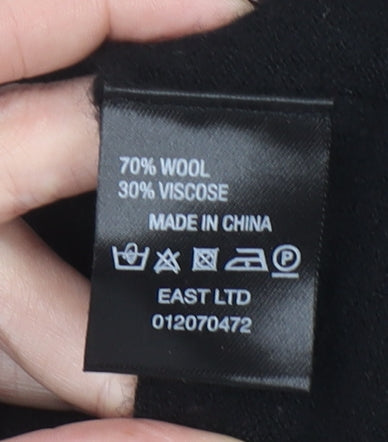 70% WOOL
30% VISCOSE
MADE IN CHINA
P
EAST LTD
012070472